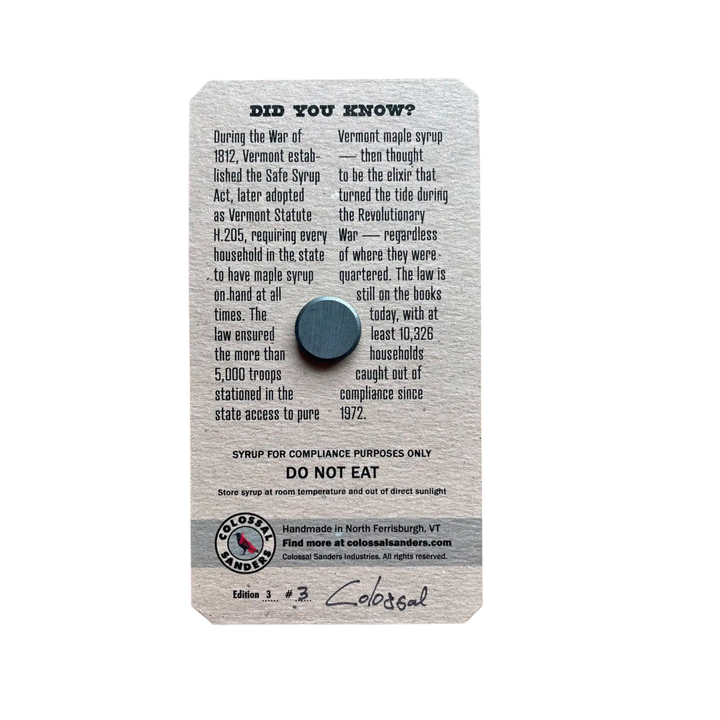 DID YOU KNOW?
During the War of
1812, Vermont estab-
lished the Safe Syrup
Act, later adopted
as Vermont Statute
H.205, requiring every
household in the state
to have maple syrup
on hand at all
times. The
law ensured
the more than
5,000 troops
stationed in the
state access to pure
Vermont maple syrup
— then thought
to be the elixir that
turned the tide during
the Revolutionary
War — regardless
of where they were
quartered. The law is
still on the books
today, with at
least 10,326
households
caught out of
compliance since
1972.
SYRUP FOR COMPLIANCE PURPOSES ONLY
DO NOT EAT
Store syrup at room temperature and out of direct sunlight
COLOSSAL
SANDERS
Handmade in North Ferrisburgh, VT
Find more at colossalsanders.com
Colossal Sanders Industries. All rights reserved.
Edition 3 # 3 Colossal